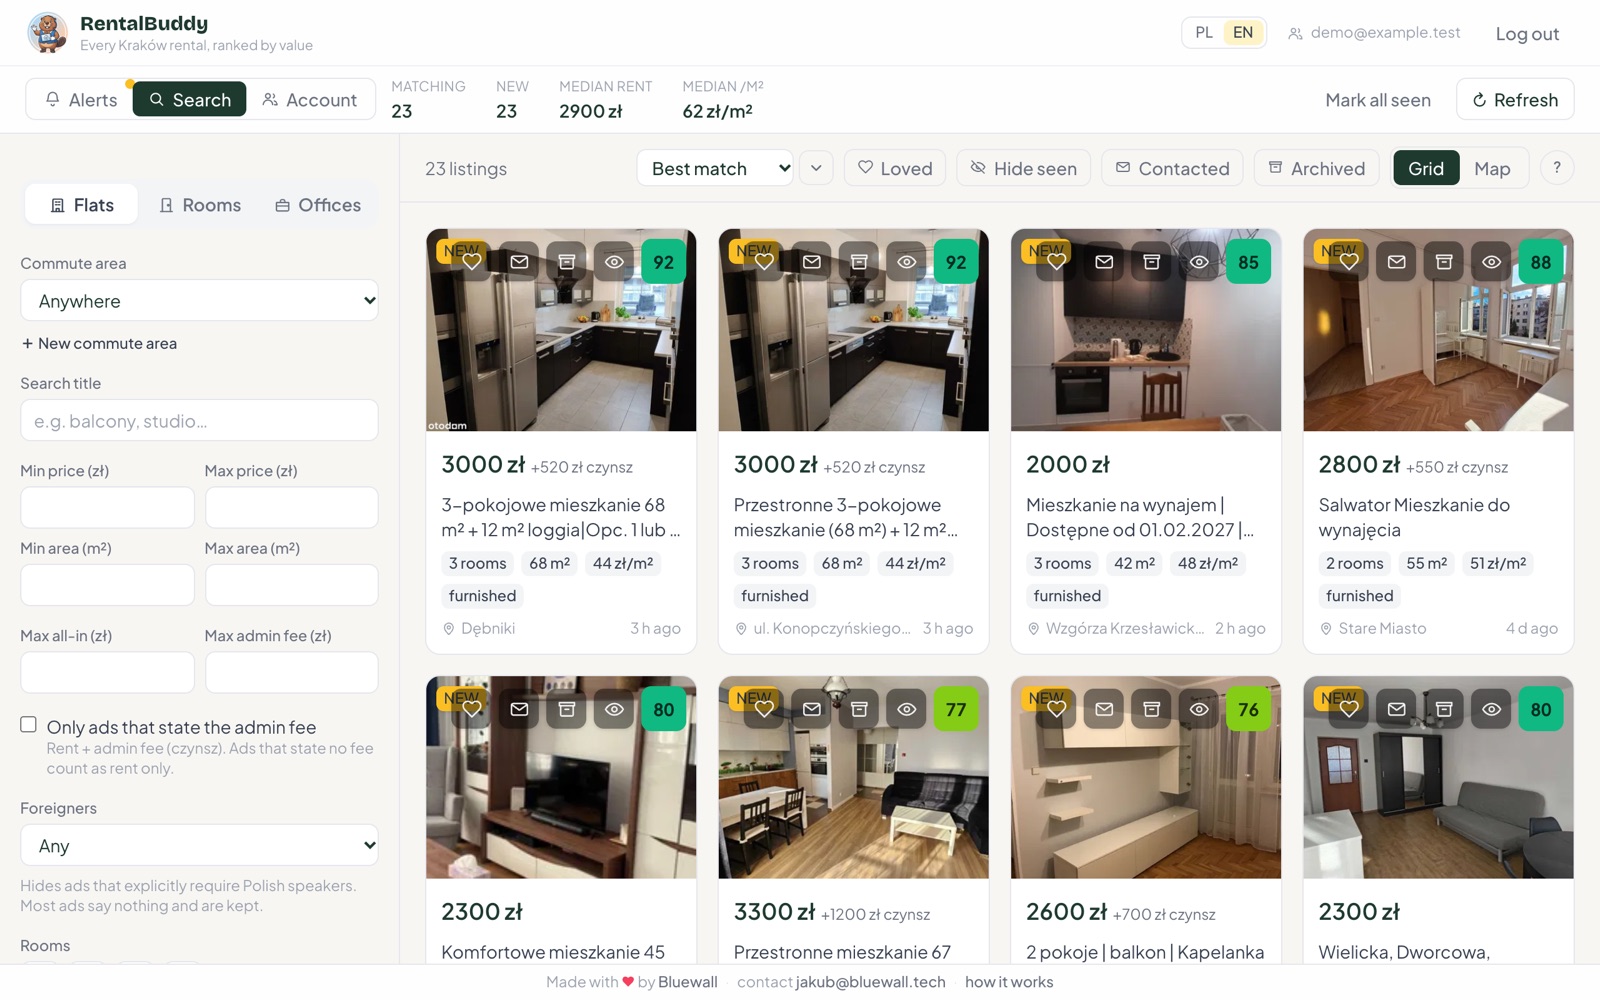 RentalBuddy
Every Kraków rental, ranked by value
PL EN
demo@example.test
Log out
Alerts
Search
Account
MATCHING
23
NEW
23
MEDIAN RENT
2900 zł
MEDIAN /M²
62 zł/m²
Mark all seen
Refresh
Flats
Rooms
Offices
Commute area
Anywhere
+ New commute area
Search title
e.g. balcony, studio...
Min price (zł)
Max price (zł)
Min area (m²)
Max area (m²)
Max all-in (zł)
Max admin fee (zł)
Only ads that state the admin fee
Rent + admin fee (czynsz). Ads that state no fee
count as rent only.
Foreigners
Any
Hides ads that explicitly require Polish speakers.
Most ads say nothing and are kept.
Rooms
23 listings
Best match
Loved
Hide seen
Contacted
Archived
Grid
Map
?
NEW
92
otodom
3000 zł +520 zł czynsz
3-pokojowe mieszkanie 68
m² + 12 m² loggia|Opc. 1 lub ...
3 rooms
68 m²
44 zł/m²
furnished
Dębniki
3 h ago
NEW
92
3000 zł +520 zł czynsz
Przestronne 3-pokojowe
mieszkanie (68 m²) + 12 m²...
3 rooms
68 m²
44 zł/m²
furnished
ul. Konopczyńskiego...
3 h ago
NEW
85
2000 zł
Mieszkanie na wynajem |
Dostępne od 01.02.2027 |...
3 rooms
42 m²
48 zł/m²
furnished
Wzgórza Krzesławick...
2 h ago
NEW
88
2800 zł +550 zł czynsz
Salwator Mieszkanie do
wynajęcia
2 rooms
55 m²
51 zł/m²
furnished
Stare Miasto
4 d ago
NEW
80
2300 zł
Komfortowe mieszkanie 45
NEW
77
3300 zł +1200 zł czynsz
Przestronne mieszkanie 67
NEW
76
2600 zł +700 zł czynsz
2 pokoje | balkon | Kapelanka
NEW
80
2300 zł
Wielicka, Dworcowa,
Made with ♥ by Bluewall · contact jakub@bluewall.tech · how it works